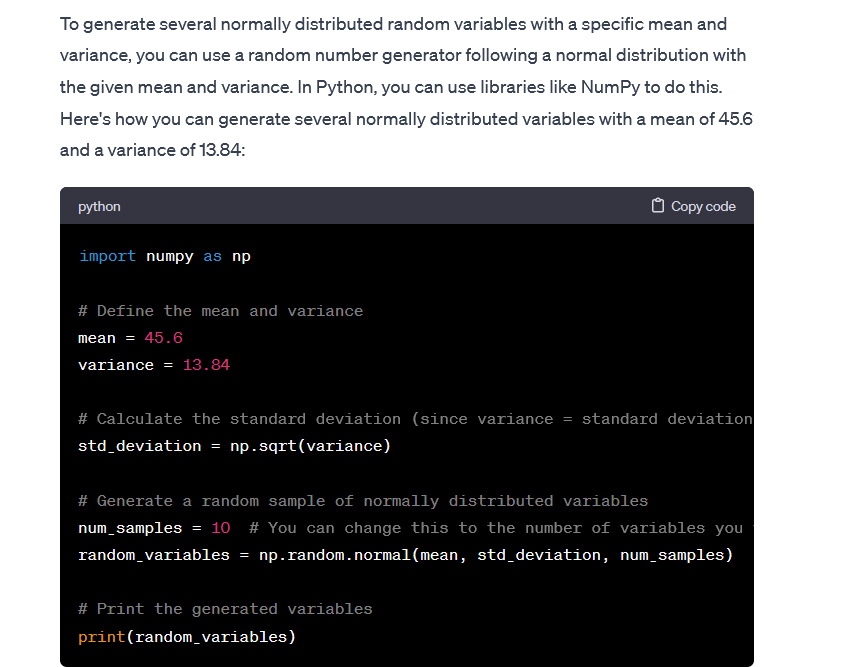 To generate several normally distributed random variables with a specific mean and
variance, you can use a random number generator following a normal distribution with
the given mean and variance. In Python, you can use libraries like NumPy to do this.
Here's how you can generate several normally distributed variables with a mean of 45.6
and a variance of 13.84:
python
Copy code
import numpy as np
# Define the mean and variance
mean = 45.6
variance = 13.84
# Calculate the standard deviation (since variance = standard deviation
std_deviation = np.sqrt(variance)
# Generate a random sample of normally distributed variables
num_samples = 10  # You can change this to the number of variables you
random_variables = np.random.normal(mean, std_deviation, num_samples)
# Print the generated variables
print(random_variables)